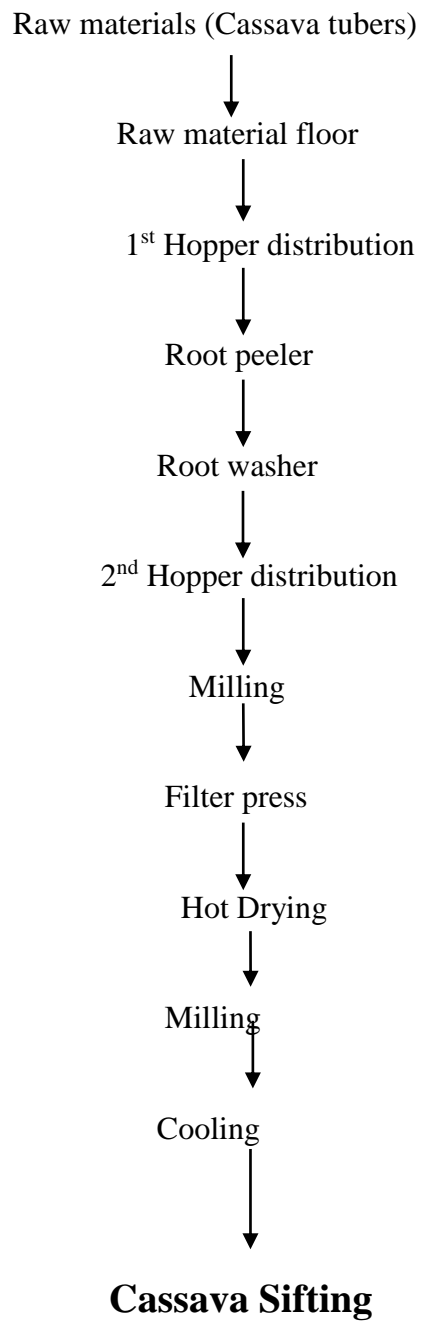 Raw materials (Cassava tubers)
Raw material floor
1st Hopper distribution
Root peeler
Root washer
2nd Hopper distribution
Milling
Filter press
Hot Drying
Milling
Cooling
Cassava Sifting